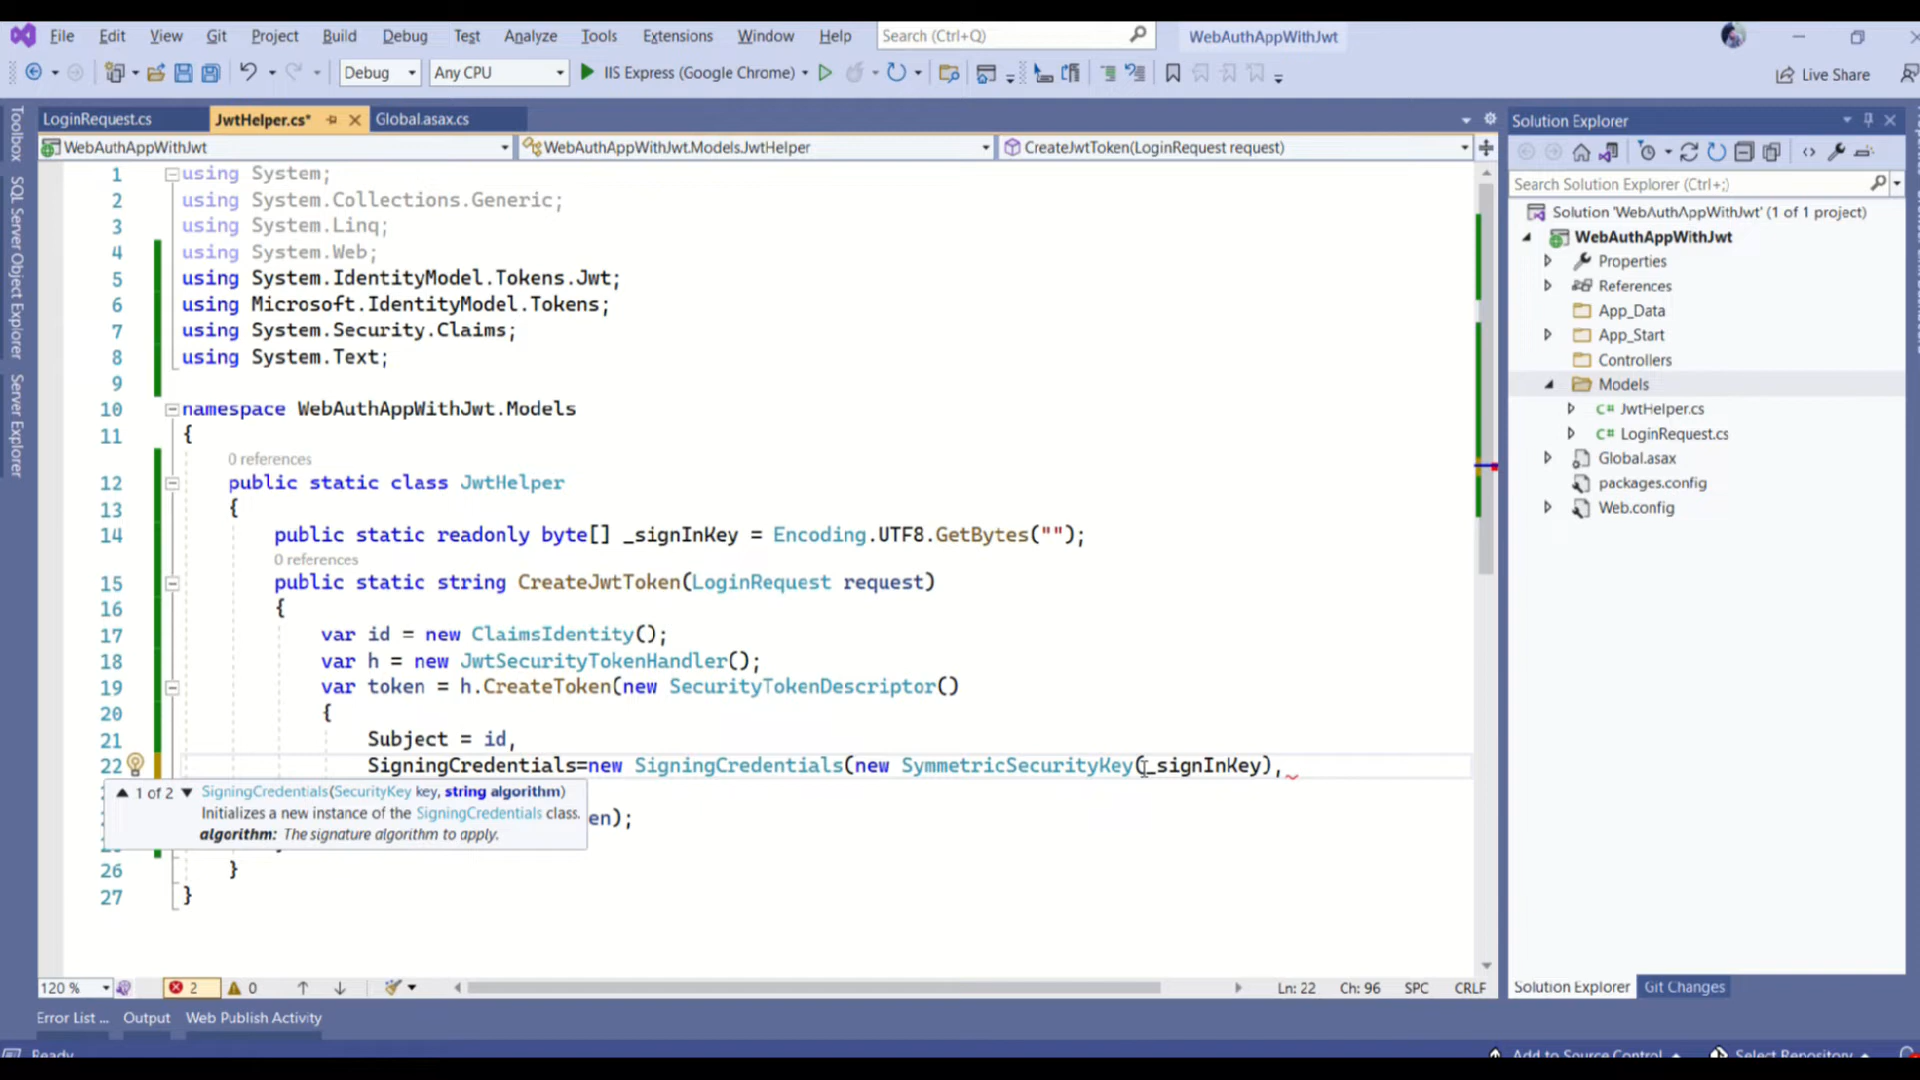 File Edit View Git Project Build Debug Test Analyze Tools Extensions Window Help Search (Ctrl+Q) WebAuthAppWithJwt
Debug Any CPU IIS Express (Google Chrome) Live Share
Toolbox
SQL Server Object Explorer
Server Explorer
LoginRequest.cs JwtHelper.cs* Global.asax.cs
WebAuthAppWithJwt WebAuthAppWithJwt.Models.JwtHelper CreateJwtToken(LoginRequest request)
1 using System;
2 using System.Collections.Generic;
3 using System.Linq;
4 using System.Web;
5 using System.IdentityModel.Tokens.Jwt;
6 using Microsoft.IdentityModel.Tokens;
7 using System.Security.Claims;
8 using System.Text;
9
10 namespace WebAuthAppWithJwt.Models
11 {
0 references
12 public static class JwtHelper
13 {
14 public static readonly byte[] _signInKey = Encoding.UTF8.GetBytes("");
0 references
15 public static string CreateJwtToken(LoginRequest request)
16 {
17 var id = new ClaimsIdentity();
18 var h = new JwtSecurityTokenHandler();
19 var token = h.CreateToken(new SecurityTokenDescriptor()
20 {
21 Subject = id,
22 SigningCredentials=new SigningCredentials(new SymmetricSecurityKey(_signInKey),
1 of 2 SigningCredentials(SecurityKey key, string algorithm)
Initializes a new instance of the SigningCredentials class.
algorithm: The signature algorithm to apply.
en);
26 }
27 }
120 % 2 0 Ln: 22 Ch: 96 SPC CRLF
Error List ... Output Web Publish Activity
Ready
Solution Explorer
Search Solution Explorer (Ctrl+;)
Solution 'WebAuthAppWithJwt' (1 of 1 project)
WebAuthAppWithJwt
Properties
References
App_Data
App_Start
Controllers
Models
C# JwtHelper.cs
C# LoginRequest.cs
Global.asax
packages.config
Web.config
Solution Explorer Git Changes
Add to Source Control Select Repository